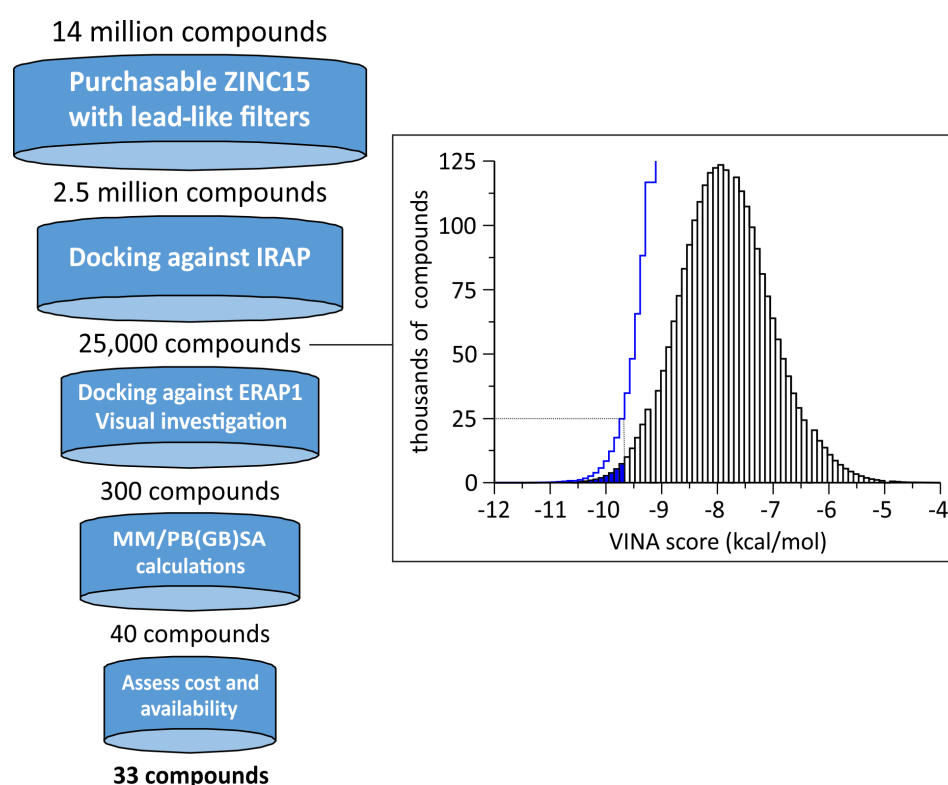 14 million compounds
Purchasable ZINC15
with lead-like filters
2.5 million compounds
Docking against IRAP
25,000 compounds
Docking against ERAP1
Visual investigation
300 compounds
MM/PB(GB)SA
calculations
40 compounds
Assess cost and
availability
33 compounds
thousands of compounds
125
100
75
50
25
0
-12 -11 -10 -9 -8 -7 -6 -5 -4
VINA score (kcal/mol)